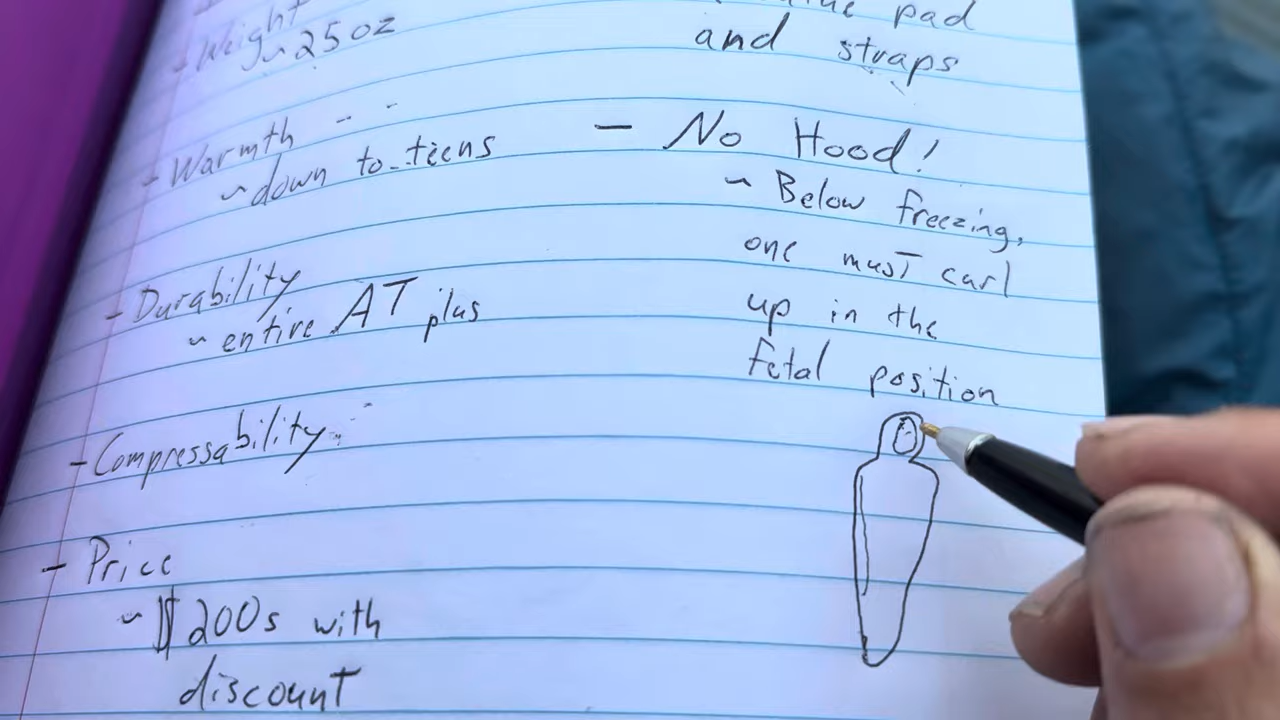 - Weight
~ 25oz
- Warmth
~ down to teens
- Durability
~ entire AT plus
- Compressability
- Price
~ $200s with
discount
pad
and straps
- No Hood!
~ Below freezing,
one must curl
up in the
fetal position